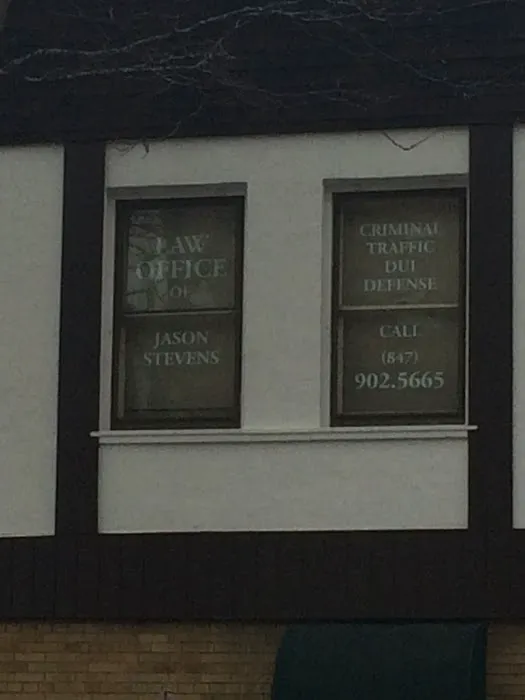 LAW
OFFICE
OF
JASON
STEVENS
CRIMINAL
TRAFFIC
DUI
DEFENSE
CALL
(847)
902.5665